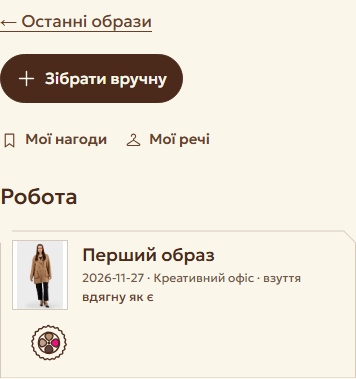 ← Останні образи
+ Зібрати вручну
Мої нагоди Мої речі
Робота
Перший образ
2026-11-27 · Креативний офіс · взуття
вдягну як є